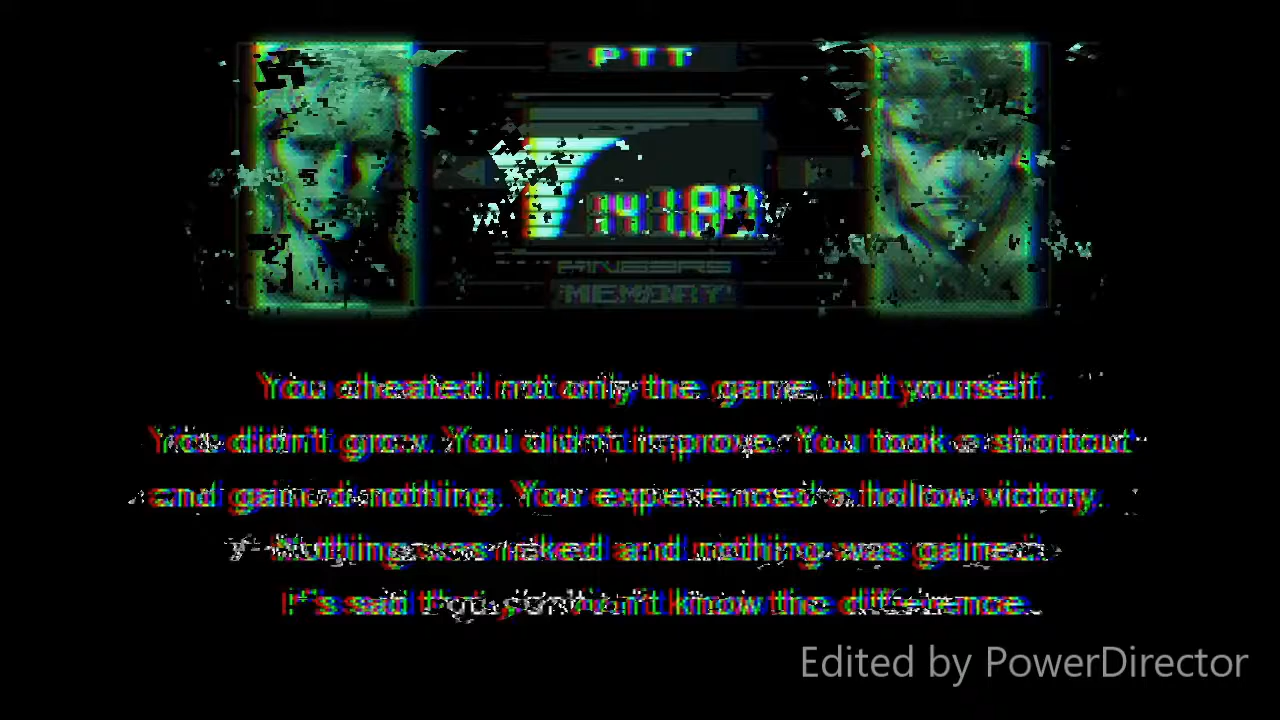 PTT
141.80
MEMORY
You cheated not only the game, but yourself.
You didn't grow. You didn't improve. You took a shortcut
and gained nothing. You experienced a hollow victory.
Nothing was risked and nothing was gained.
It's sad that you don't know the difference.
Edited by PowerDirector